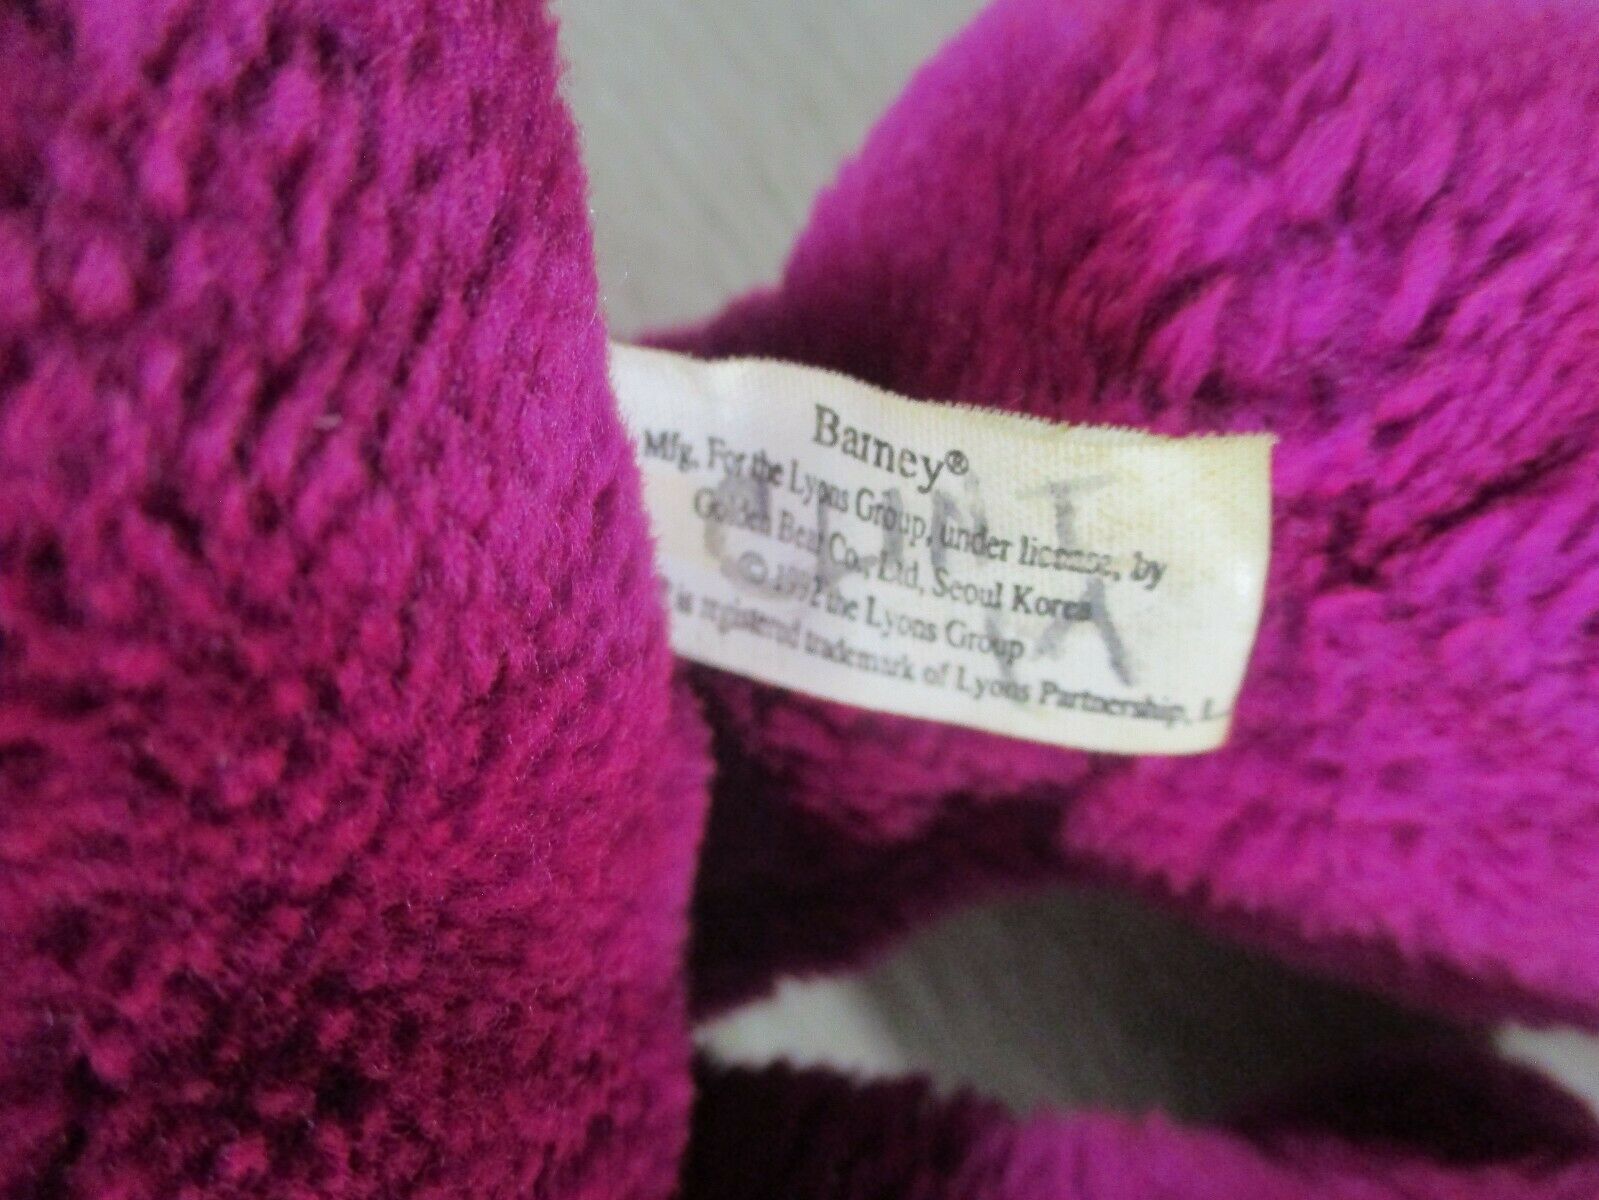 Barney®
Mfg. For the Lyons Group, under license, by
Golden Bear Co., Ltd, Seoul Korea
© 1992 the Lyons Group
is registered trademark of Lyons Partnership, L